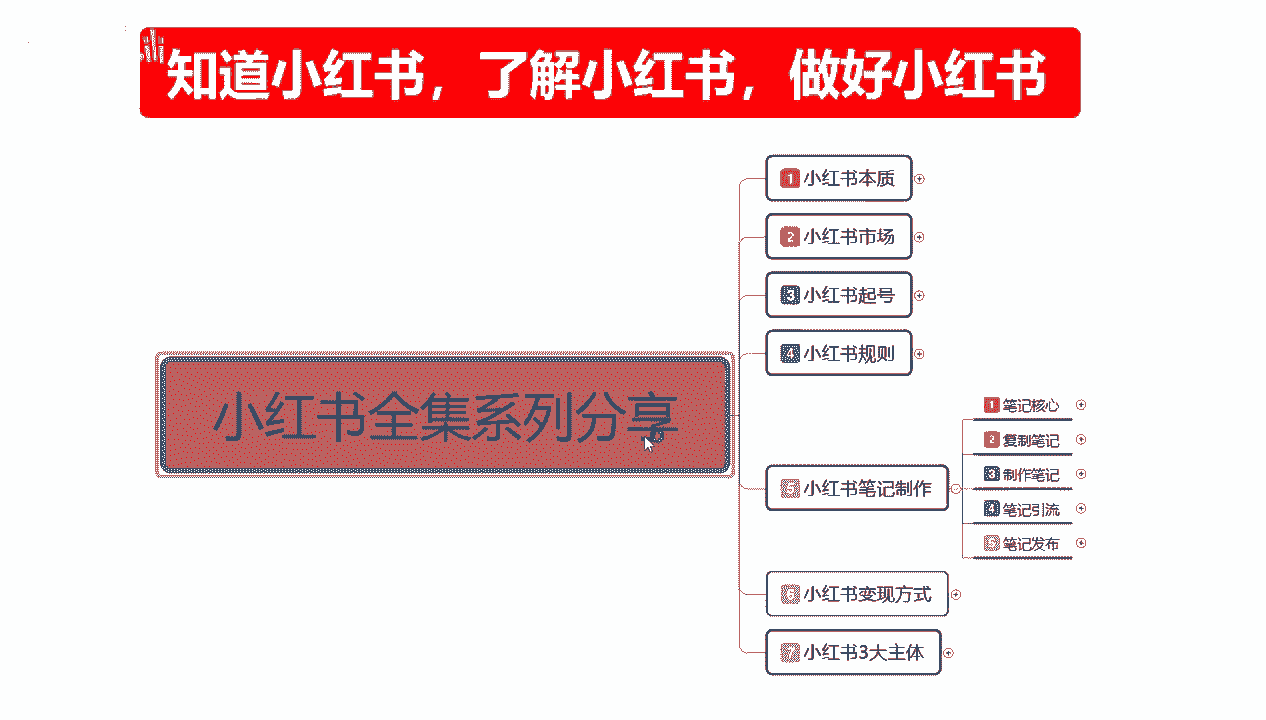 知道小红书，了解小红书，做好小红书
1 小红书本质
2 小红书市场
3 小红书起号
4 小红书规则
小红书全集系列分享
5 小红书笔记制作
1 笔记核心
2 复制笔记
3 制作笔记
4 笔记引流
5 笔记发布
6 小红书变现方式
7 小红书3大主体